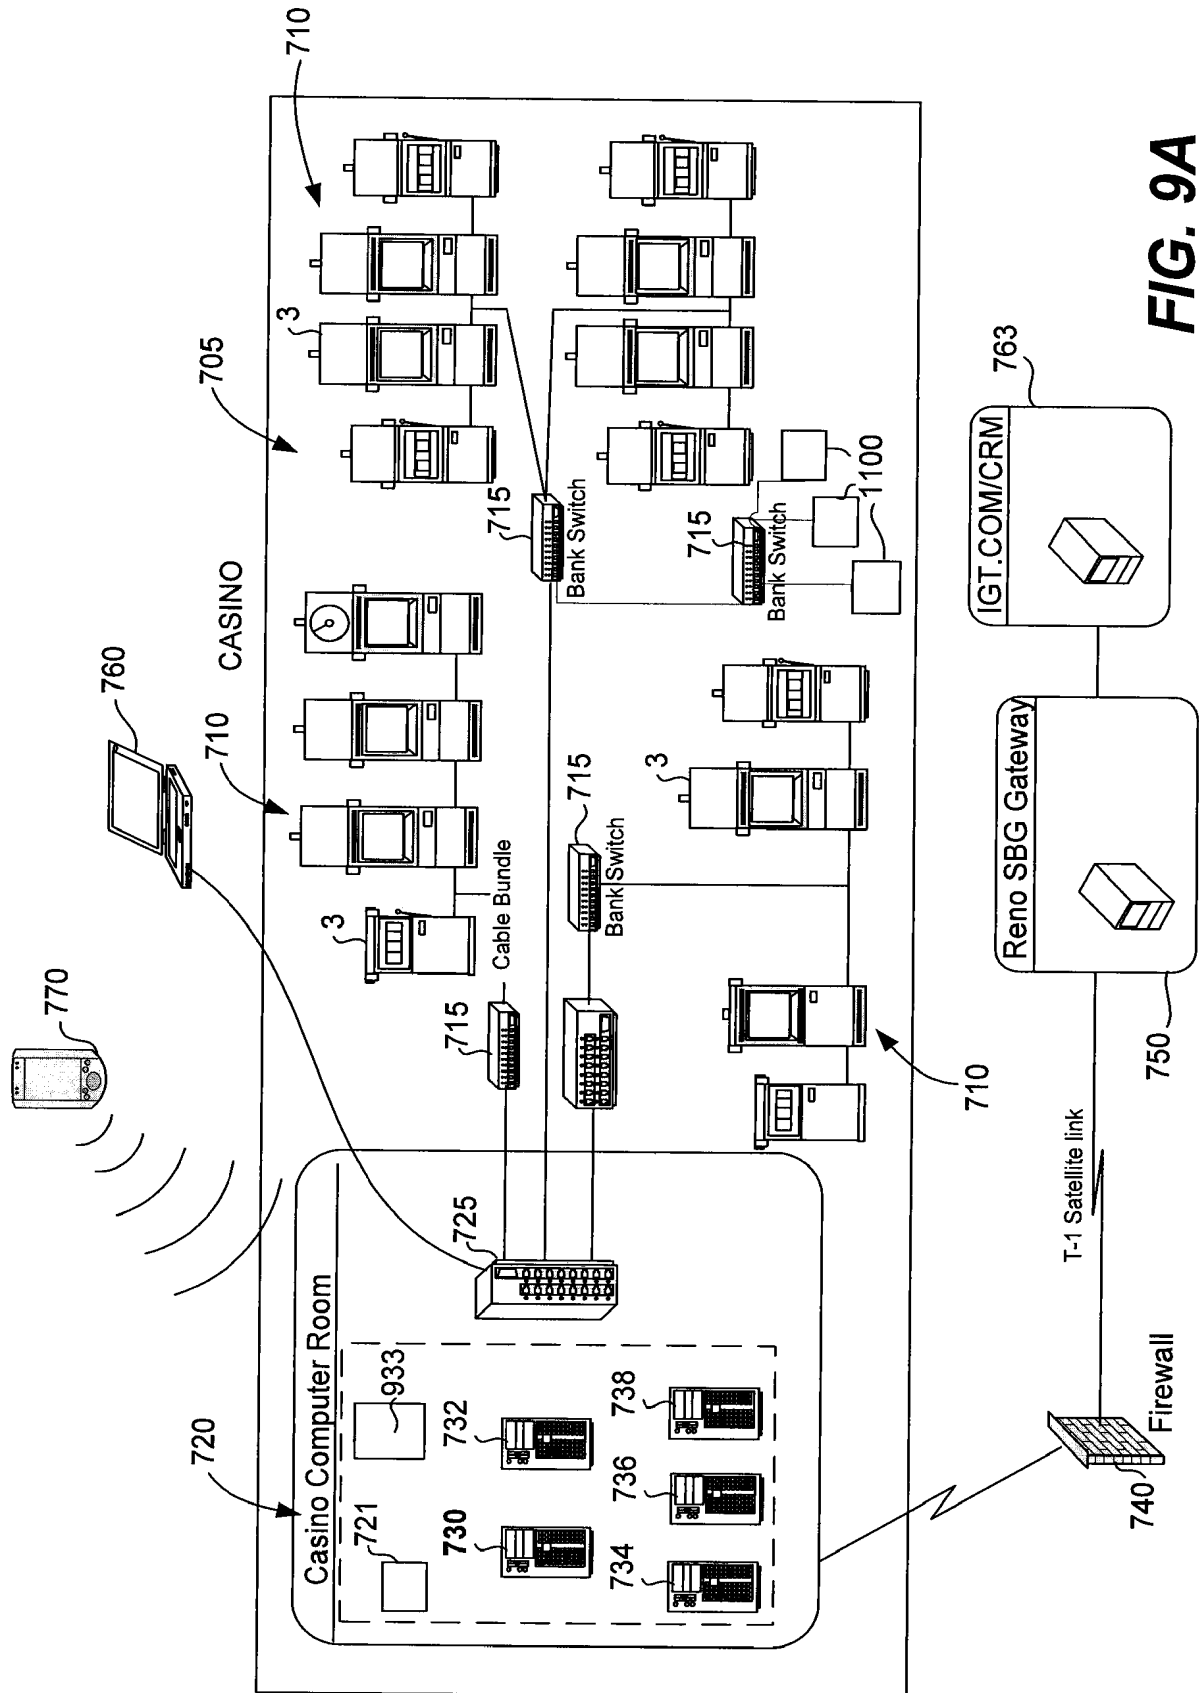 770
760
CASINO
705
710
3
710
3
720
Casino Computer Room
721
933
730
732
734
736
738
725
715
Cable Bundle
715
Bank Switch
715
Bank Switch
715
Bank Switch
1100
3
710
740
Firewall
T-1 Satellite link
750
Reno SBG Gateway
763
IGT.COM/CRM
FIG. 9A